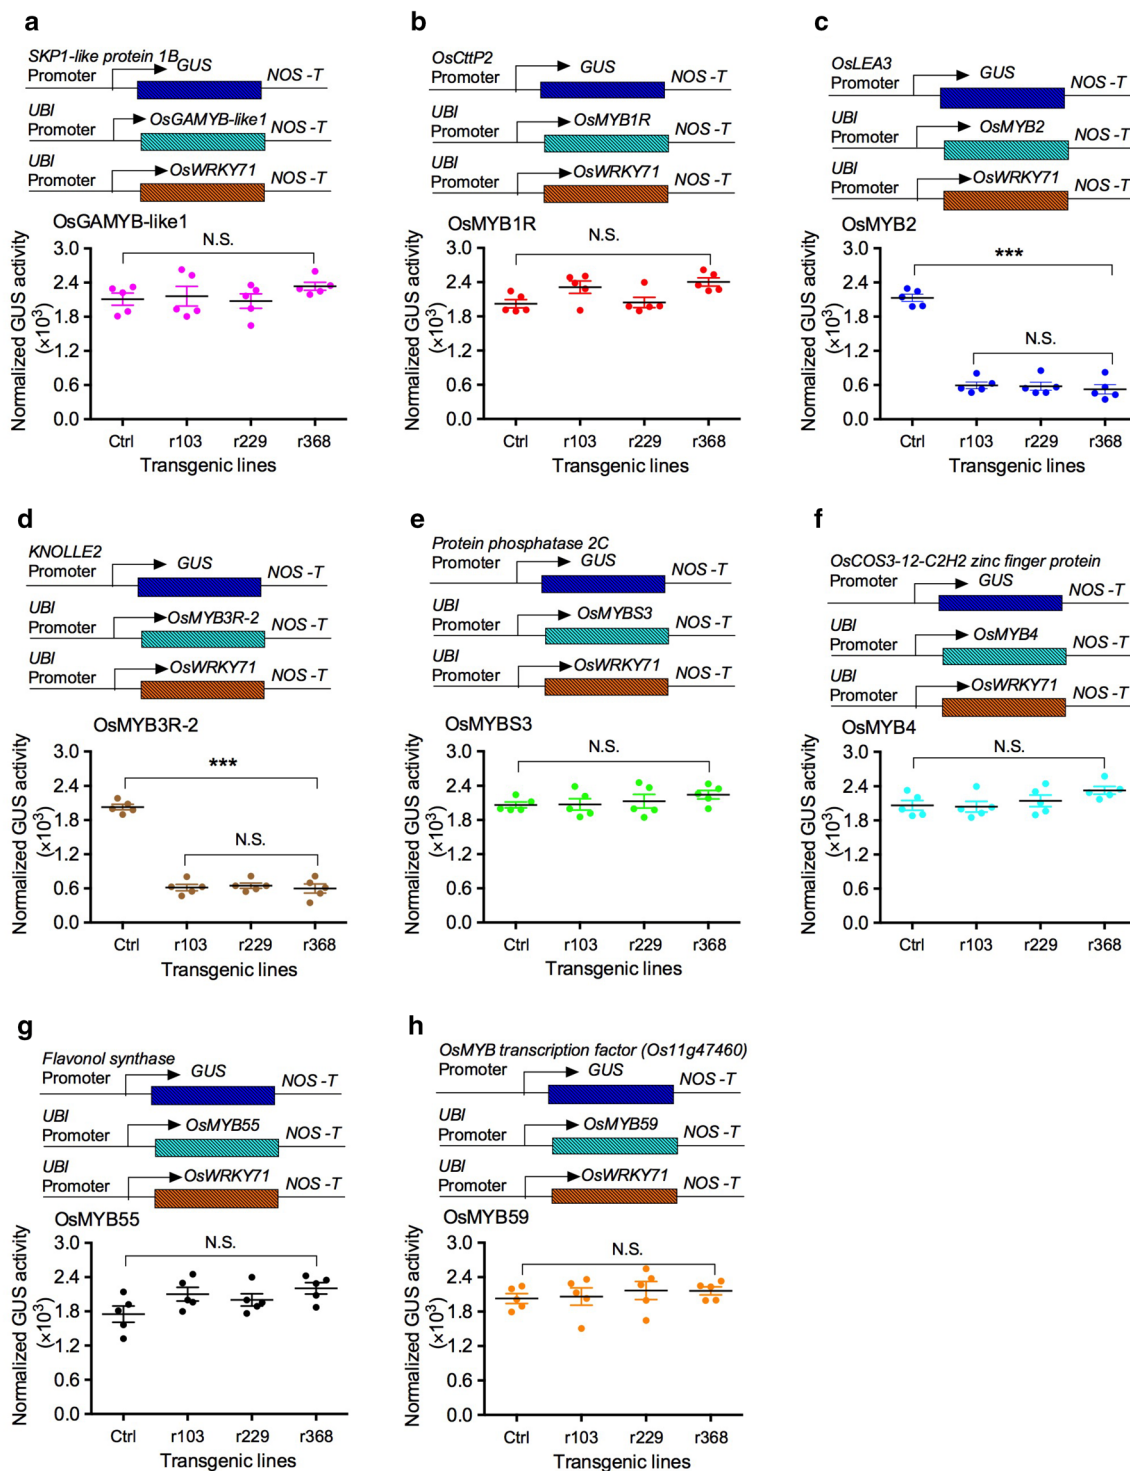 a
SKP1-like protein 1B
Promoter
GUS
NOS -T
UBI
Promoter
OsGAMYB-like1
NOS -T
UBI
Promoter
OsWRKY71
NOS -T
OsGAMYB-like1
Normalized GUS activity
(×10³)
3.0
2.4
1.8
1.2
0.6
0.0
N.S.
Ctrl r103 r229 r368
Transgenic lines
b
OsCttP2
Promoter
GUS
NOS -T
UBI
Promoter
OsMYB1R
NOS -T
UBI
Promoter
OsWRKY71
NOS -T
OsMYB1R
Normalized GUS activity
(×10³)
3.0
2.4
1.8
1.2
0.6
0.0
N.S.
Ctrl r103 r229 r368
Transgenic lines
c
OsLEA3
Promoter
GUS
NOS -T
UBI
Promoter
OsMYB2
NOS -T
UBI
Promoter
OsWRKY71
NOS -T
OsMYB2
Normalized GUS activity
(×10³)
3.0
2.4
1.8
1.2
0.6
0.0
***
N.S.
Ctrl r103 r229 r368
Transgenic lines
d
KNOLLE2
Promoter
GUS
NOS -T
UBI
Promoter
OsMYB3R-2
NOS -T
UBI
Promoter
OsWRKY71
NOS -T
OsMYB3R-2
Normalized GUS activity
(×10³)
3.0
2.4
1.8
1.2
0.6
0.0
***
N.S.
Ctrl r103 r229 r368
Transgenic lines
e
Protein phosphatase 2C
Promoter
GUS
NOS -T
UBI
Promoter
OsMYBS3
NOS -T
UBI
Promoter
OsWRKY71
NOS -T
OsMYBS3
Normalized GUS activity
(×10³)
3.0
2.4
1.8
1.2
0.6
0.0
N.S.
Ctrl r103 r229 r368
Transgenic lines
f
OsCOS3-12-C2H2 zinc finger protein
Promoter
GUS
NOS -T
UBI
Promoter
OsMYB4
NOS -T
UBI
Promoter
OsWRKY71
NOS -T
OsMYB4
Normalized GUS activity
(×10³)
3.0
2.4
1.8
1.2
0.6
0.0
N.S.
Ctrl r103 r229 r368
Transgenic lines
g
Flavonol synthase
Promoter
GUS
NOS -T
UBI
Promoter
OsMYB55
NOS -T
UBI
Promoter
OsWRKY71
NOS -T
OsMYB55
Normalized GUS activity
(×10³)
3.0
2.4
1.8
1.2
0.6
0.0
N.S.
Ctrl r103 r229 r368
Transgenic lines
h
OsMYB transcription factor (Os11g47460)
Promoter
GUS
NOS -T
UBI
Promoter
OsMYB59
NOS -T
UBI
Promoter
OsWRKY71
NOS -T
OsMYB59
Normalized GUS activity
(×10³)
3.0
2.4
1.8
1.2
0.6
0.0
N.S.
Ctrl r103 r229 r368
Transgenic lines